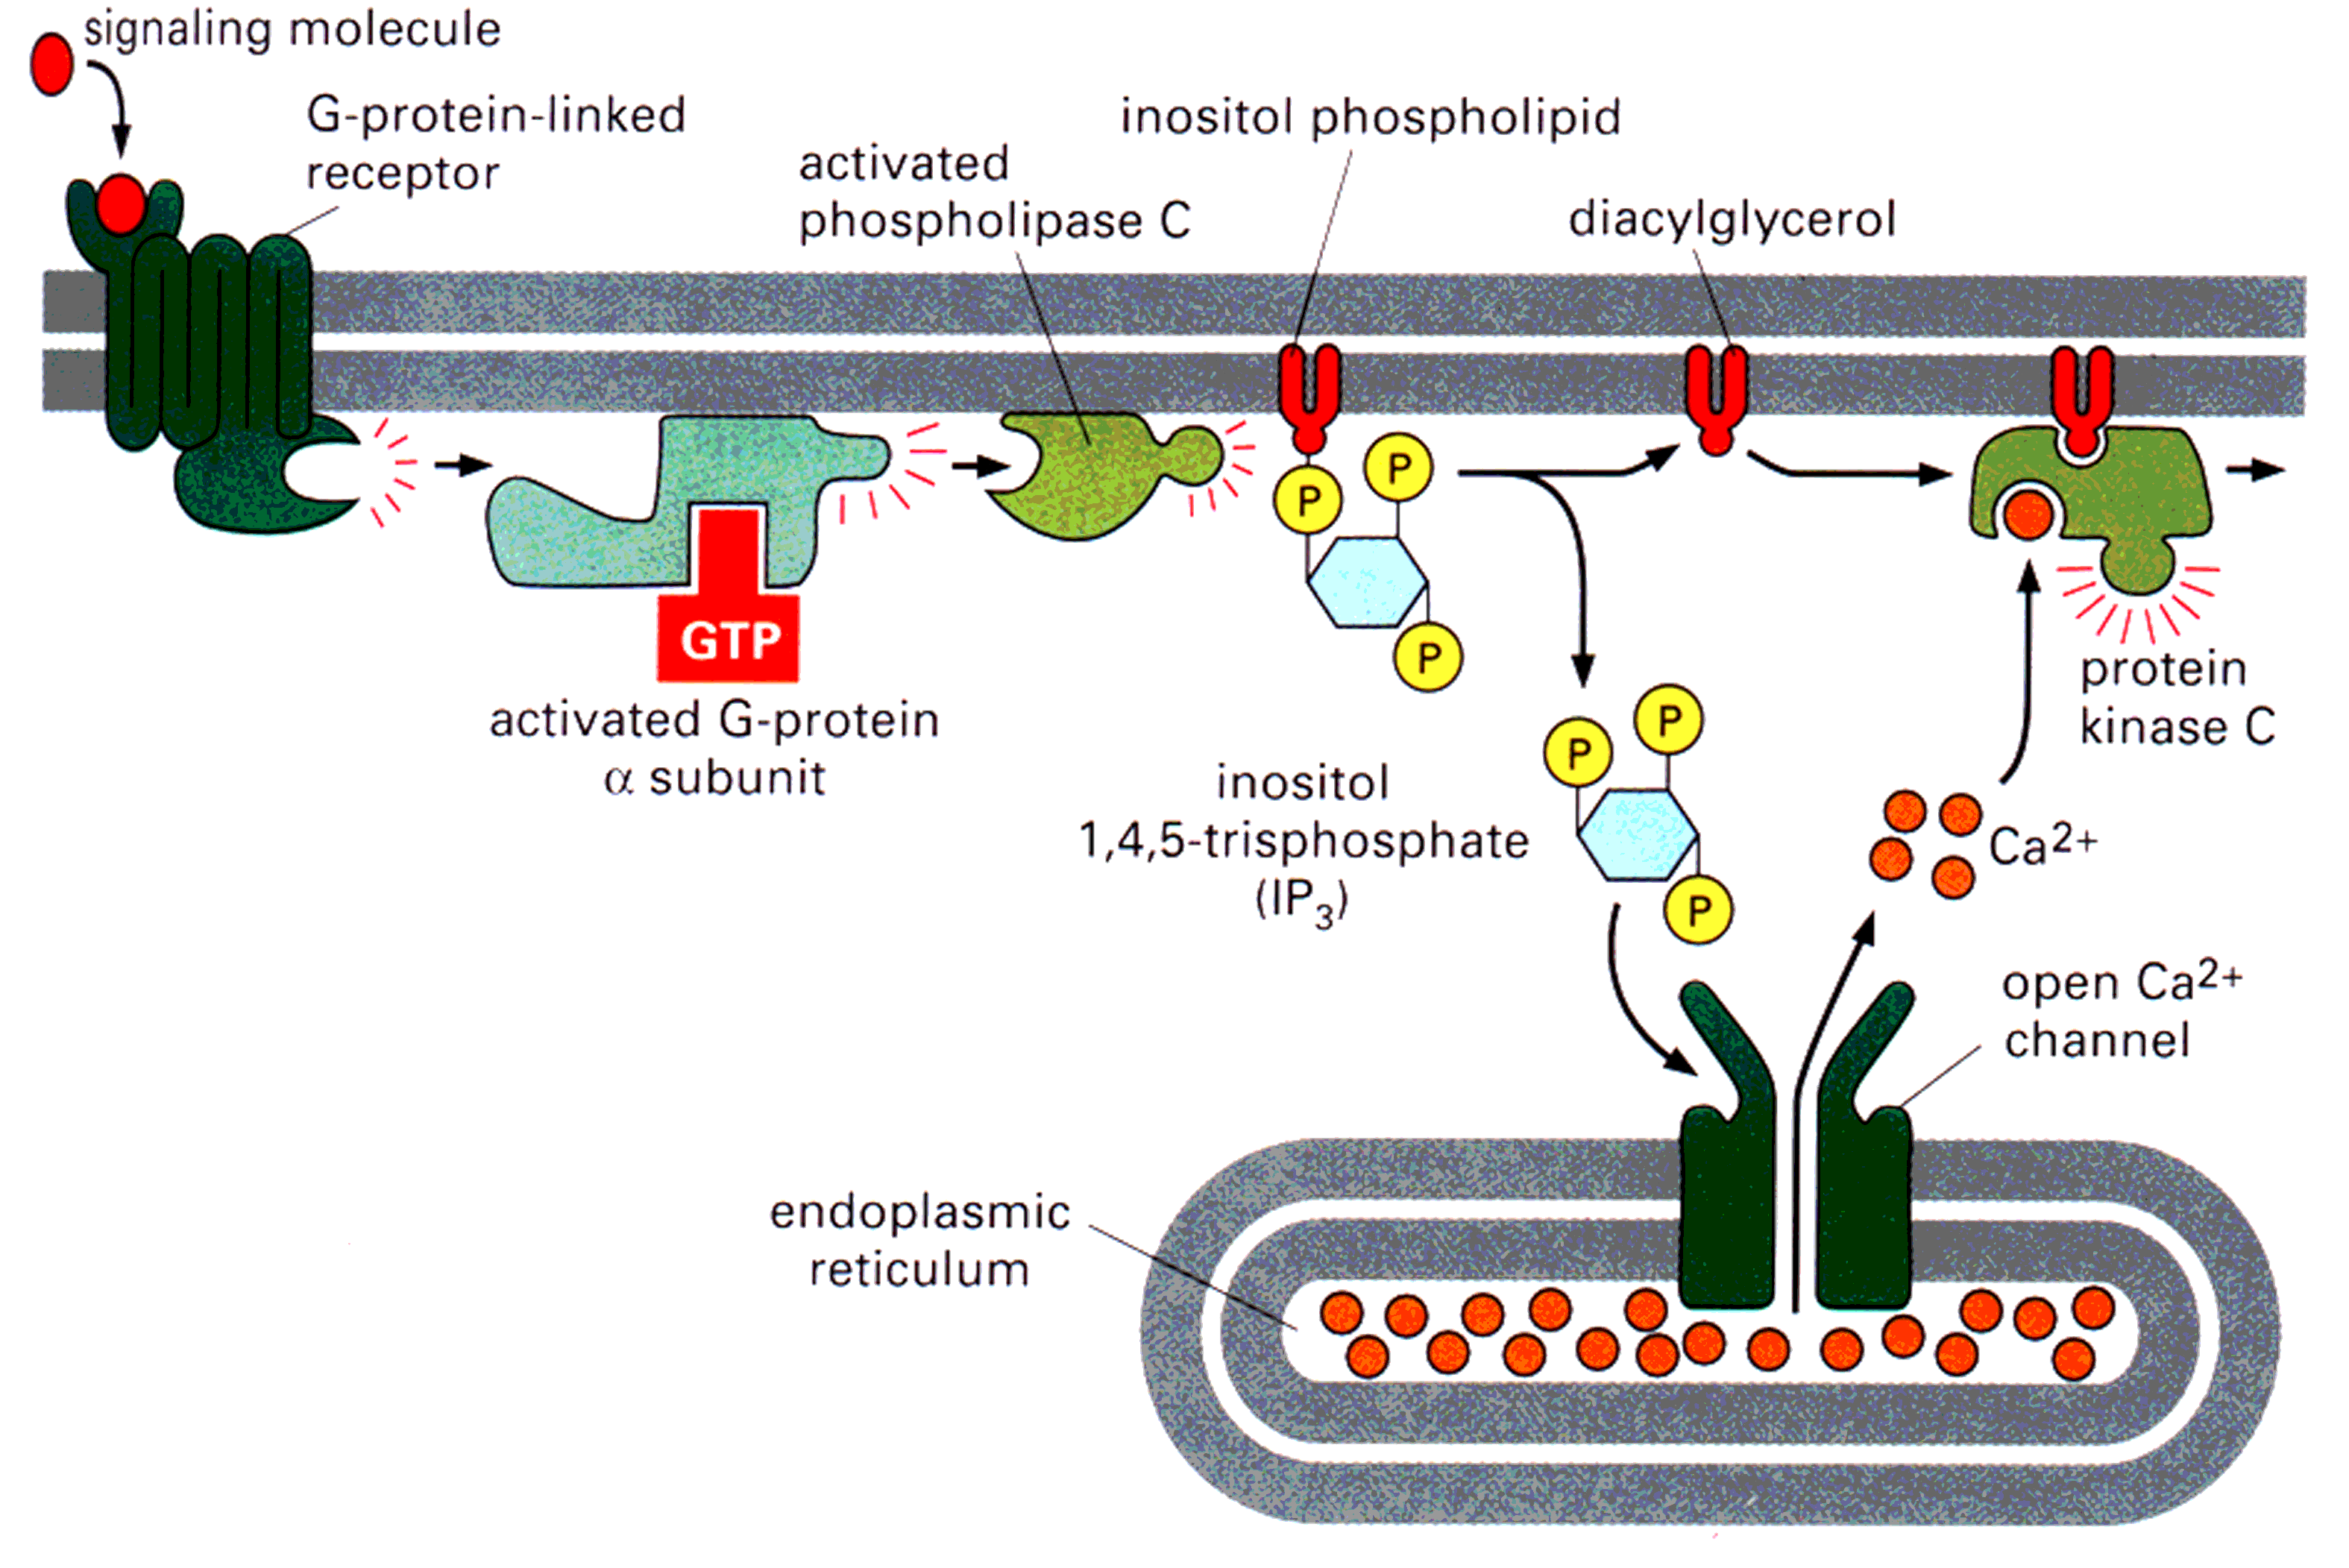 signaling molecule
G-protein-linked
receptor
activated
phospholipase C
inositol phospholipid
diacylglycerol
P
P
P
GTP
activated G-protein
α subunit
inositol
1,4,5-trisphosphate
(IP₃)
P
P
P
protein
kinase C
Ca2+
open Ca2+
channel
endoplasmic
reticulum